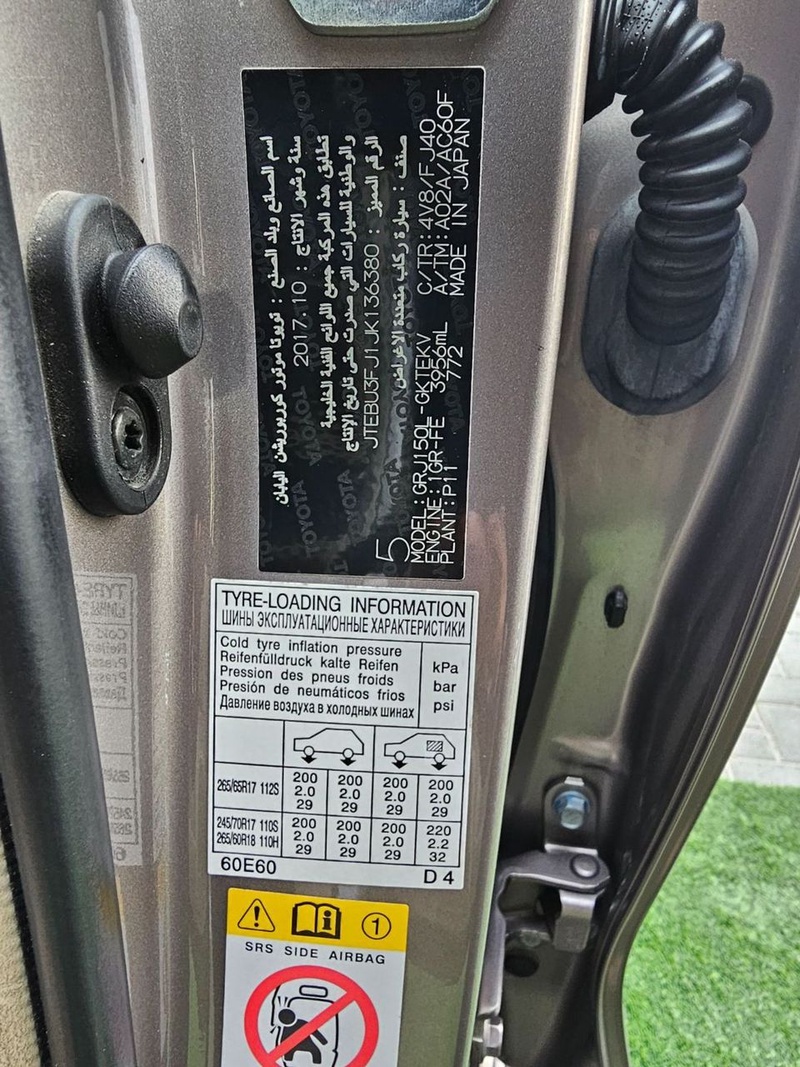 اسم الصانع وبلد الصنع : تويوتا موتور كوربوريشن اليابان
سنة وشهر الانتاج : 2017.10
تطابق هذه المركبة جميع اللوائح الفنية الخليجية
والوطنية للسيارات التي صدرت حتى تاريخ الإنتاج
الرقم المميز : JTEBU3FJ1JK136380
صنف : سيارة ركاب متعددة الاغراض
5
MODEL:GRJ150L-GKTEKV C/TR:4V8/FJ40
ENGINE:1GR-FE 3956mL A/TM:A02A/AC60F
PLANT:P11 772 MADE IN JAPAN
TYRE-LOADING INFORMATION
ШИНЫ ЭКСПЛУАТАЦИОННЫЕ ХАРАКТЕРИСТИКИ
Cold tyre inflation pressure
Reifenfülldruck kalte Reifen
Pression des pneus froids
Presión de neumáticos frios
Давление воздуха в холодных шинах
kPa
bar
psi
265/65R17 112S
200 200 200 200
2.0 2.0 2.0 2.0
29 29 29 29
245/70R17 110S
265/60R18 110H
200 200 200 220
2.0 2.0 2.0 2.2
29 29 29 32
60E60 D4
1
SRS SIDE AIRBAG